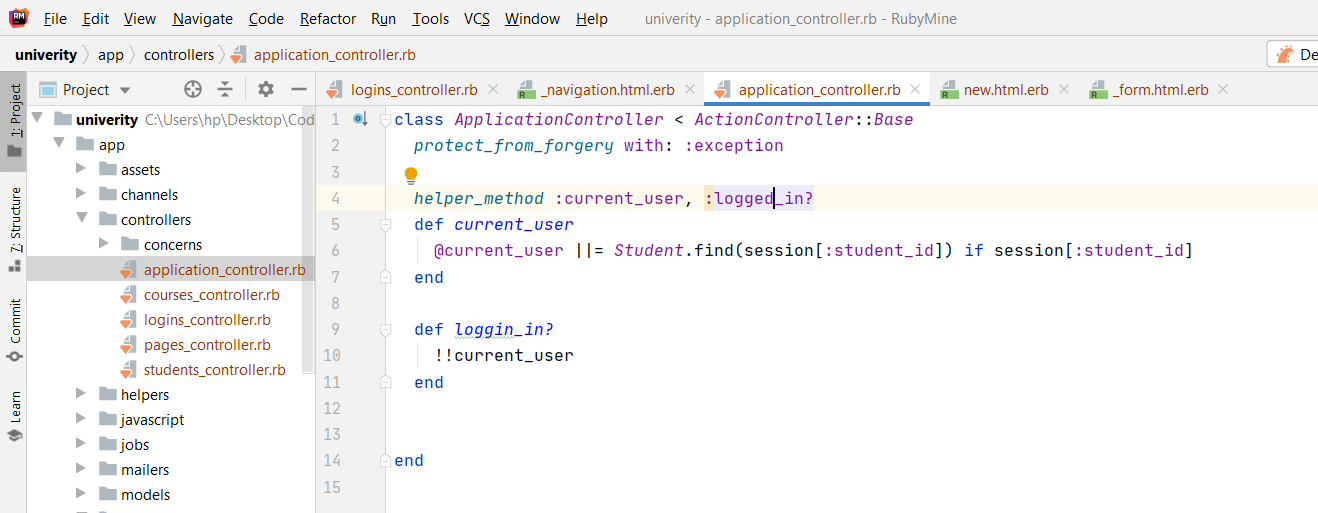 RM File Edit View Navigate Code Refactor Run Tools VCS Window Help univerity - application_controller.rb - RubyMine
univerity app controllers application_controller.rb De
1: Project
Project
logins_controller.rb _navigation.html.erb application_controller.rb new.html.erb _form.html.erb
univerity C:\Users\hp\Desktop\Cod
app
assets
channels
controllers
concerns
application_controller.rb
courses_controller.rb
logins_controller.rb
pages_controller.rb
students_controller.rb
helpers
javascript
jobs
mailers
models
7: Structure
Commit
Learn
1 class ApplicationController < ActionController::Base
2 protect_from_forgery with: :exception
3
4 helper_method :current_user, :logged_in?
5 def current_user
6 @current_user ||= Student.find(session[:student_id]) if session[:student_id]
7 end
8
9 def loggin_in?
10 !!current_user
11 end
12
13
14 end
15